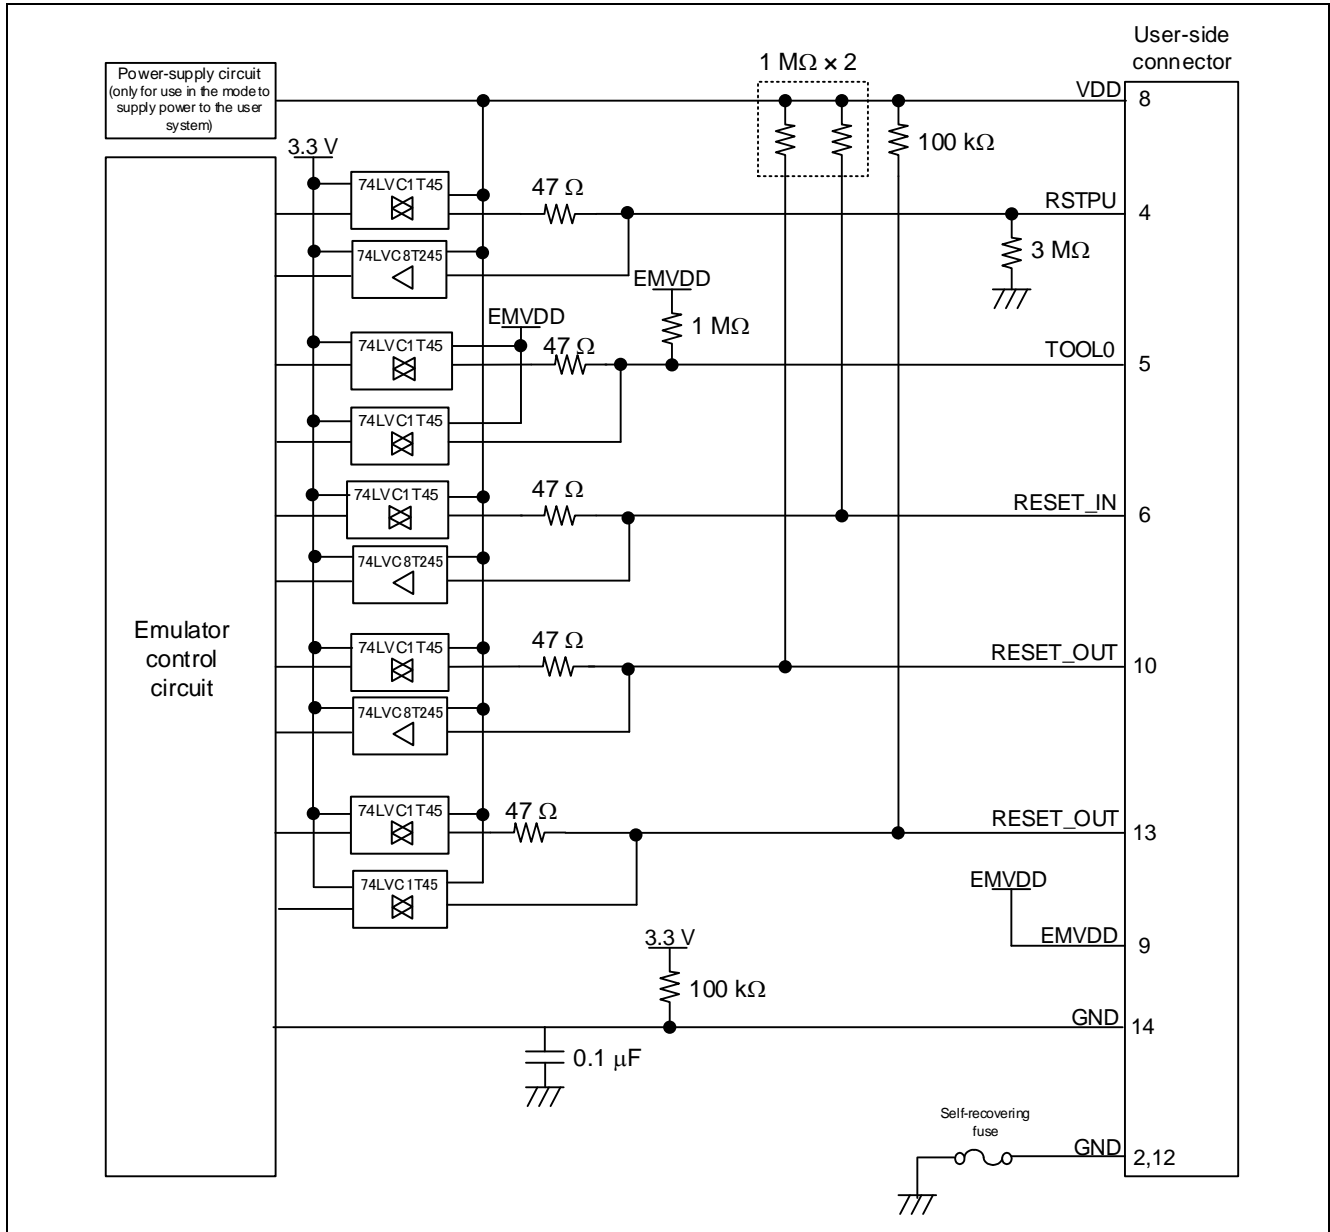 User-side
connector
Power-supply circuit
(only for use in the mode to
supply power to the user
system)
1 MΩ × 2
VDD
8
3.3 V
100 kΩ
74LVC1T45
47 Ω
RSTPU
4
74LVC8T245
3 MΩ
EMVDD
EMVDD
1 MΩ
74LVC1T45
47 Ω
TOOL0
5
74LVC1T45
74LVC1T45
47 Ω
RESET_IN
6
74LVC8T245
Emulator
control
circuit
74LVC1T45
47 Ω
RESET_OUT
10
74LVC8T245
74LVC1T45
47 Ω
RESET_OUT
13
74LVC1T45
EMVDD
EMVDD
9
3.3 V
100 kΩ
GND
14
0.1 μF
Self-recovering
fuse
GND
2,12